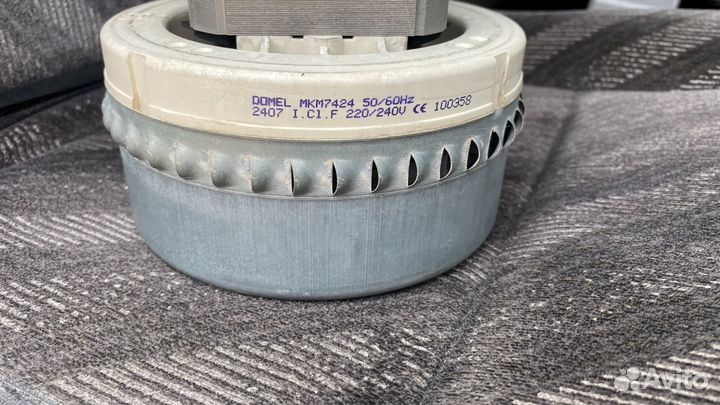 DOMEL MKM7424 50/60Hz
2407 I.Cl.F 220/240V CE 100358
Avito